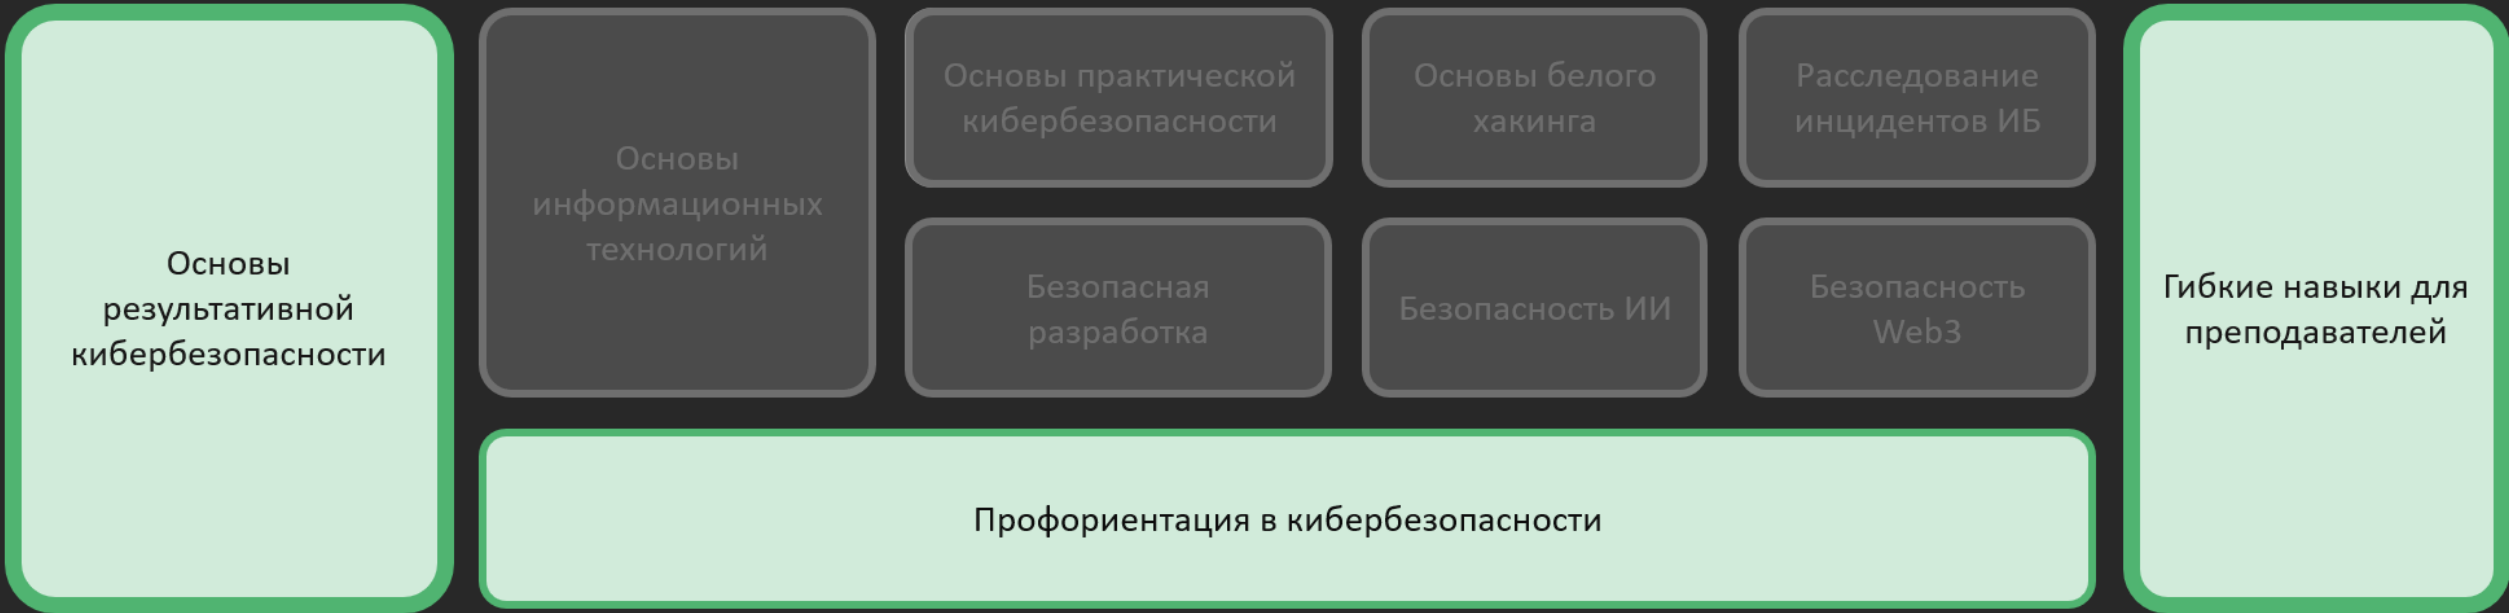 Основы
результативной
кибербезопасности
Основы
информационных
технологий
Основы практической
кибербезопасности
Основы белого
хакинга
Расследование
инцидентов ИБ
Безопасная
разработка
Безопасность ИИ
Безопасность
Web3
Профориентация в кибербезопасности
Гибкие навыки для
преподавателей